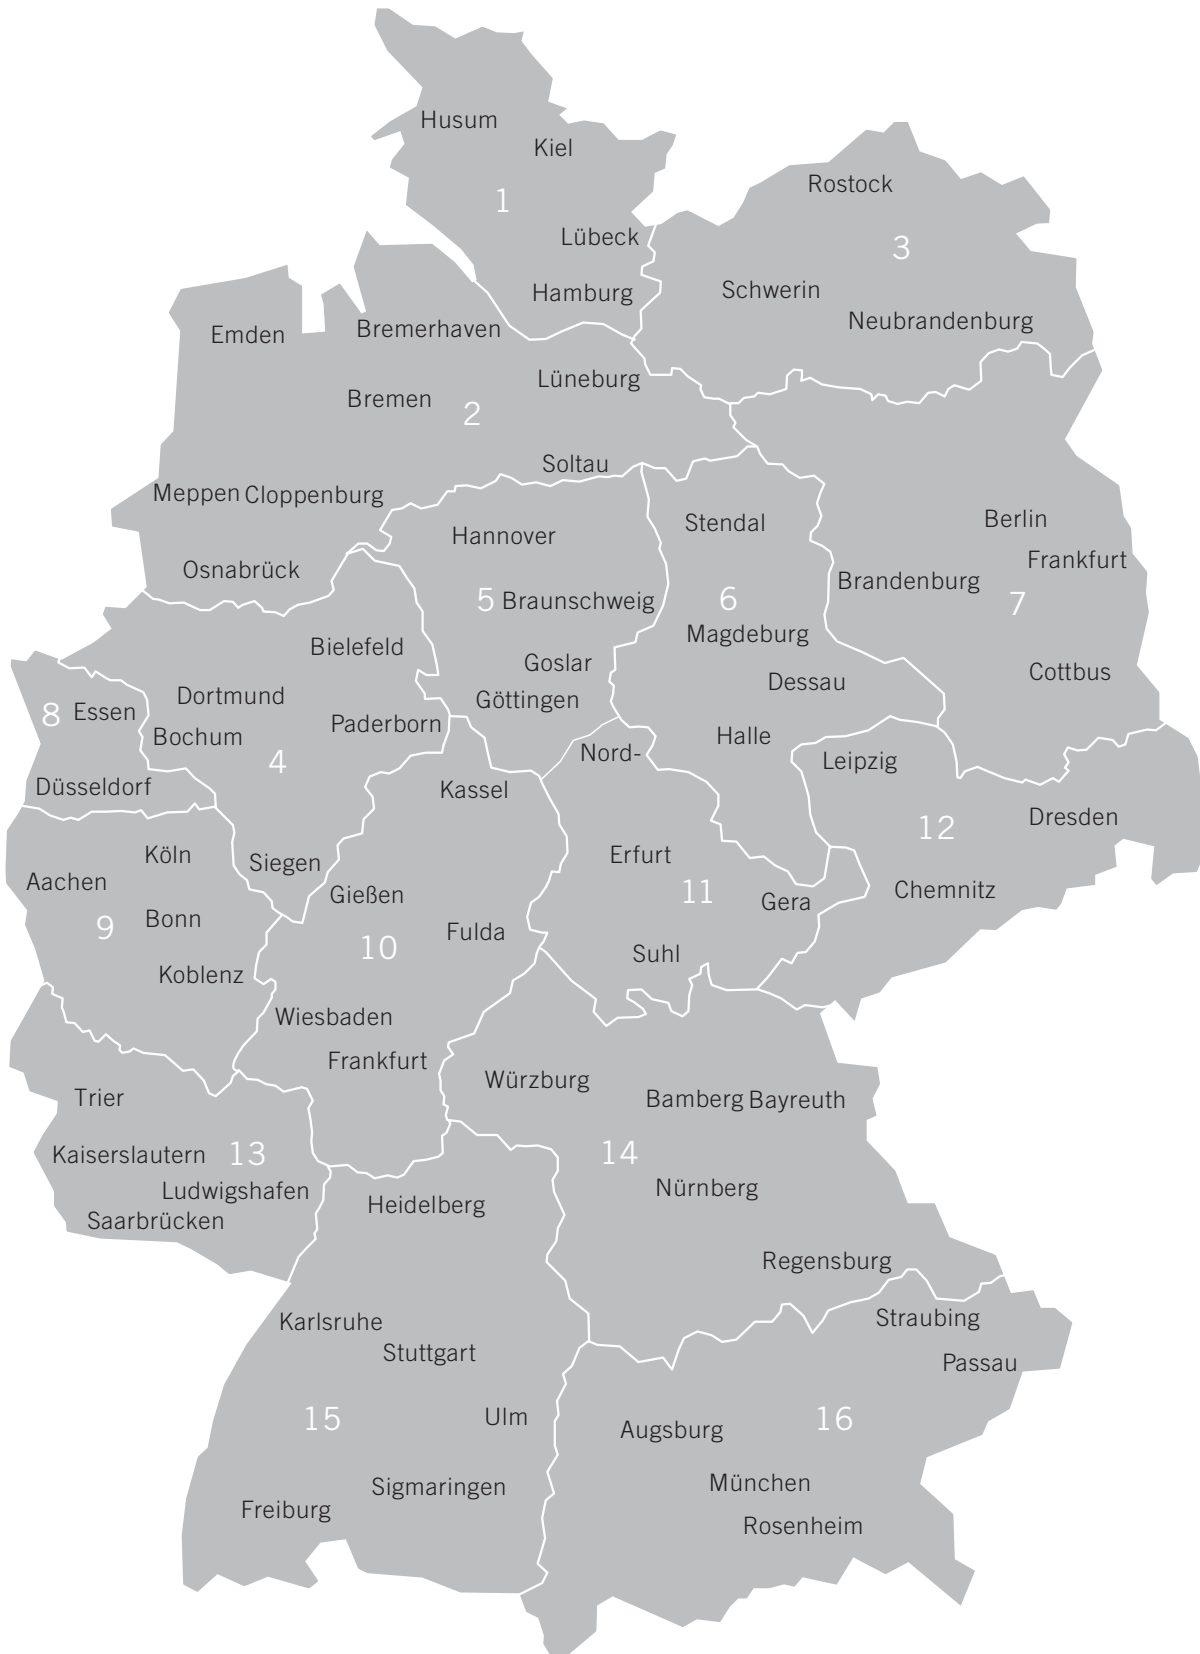 Husum
Kiel
1
Rostock
Lübeck
3
Schwerin
Hamburg
Neubrandenburg
Emden
Bremerhaven
Lüneburg
Bremen
2
Soltau
Meppen
Cloppenburg
Stendal
Berlin
Hannover
Frankfurt
Osnabrück
Brandenburg
5
Braunschweig
6
7
Magdeburg
Bielefeld
Goslar
Cottbus
Dessau
Dortmund
Göttingen
8
Essen
Paderborn
Bochum
Halle
Nord-
4
Leipzig
Düsseldorf
Kassel
Dresden
12
Köln
Erfurt
Siegen
Aachen
Gießen
11
Chemnitz
Gera
Bonn
9
Fulda
10
Suhl
Koblenz
Wiesbaden
Frankfurt
Würzburg
Trier
Bamberg
Bayreuth
Kaiserslautern
13
14
Nürnberg
Ludwigshafen
Heidelberg
Saarbrücken
Regensburg
Straubing
Karlsruhe
Stuttgart
Passau
15
Ulm
16
Augsburg
München
Sigmaringen
Freiburg
Rosenheim